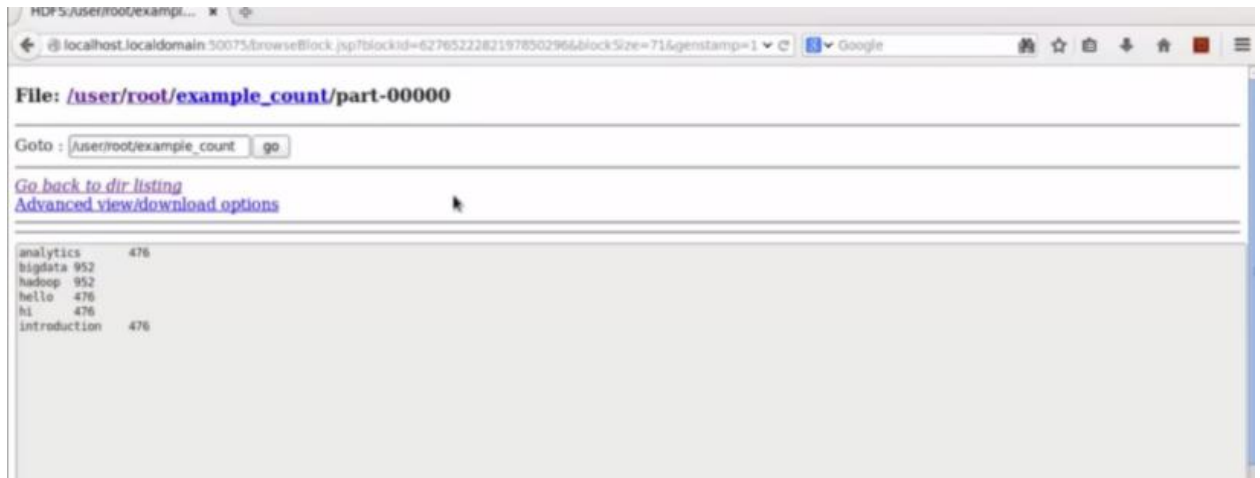 HDFS:/user/root/exampl...
localhost.localdomain:50075/browseBlock.jsp?blockId=6276522282197850296&blockSize=71&genstamp=1 Google
File: /user/root/example_count/part-00000
Goto : /user/root/example_count go
Go back to dir listing
Advanced view/download options
analytics 476
bigdata 952
hadoop 952
hello 476
hi 476
introduction 476